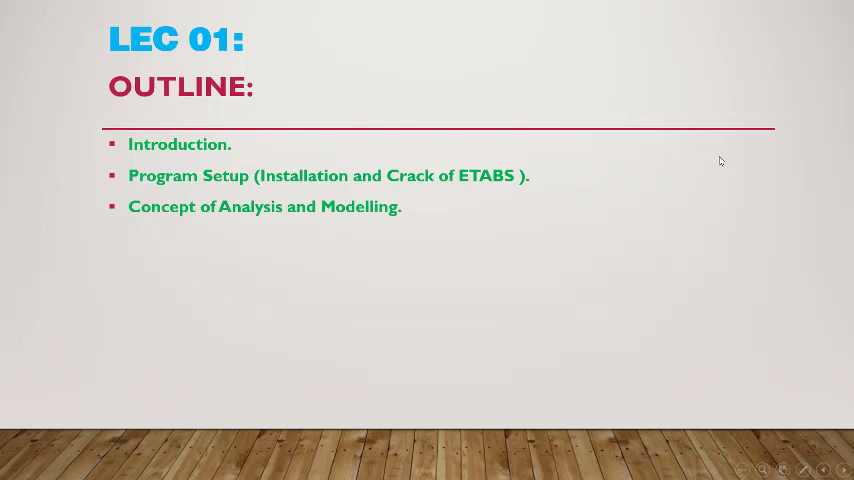 LEC 01:
OUTLINE:
Introduction.
Program Setup (Installation and Crack of ETABS ).
Concept of Analysis and Modelling.